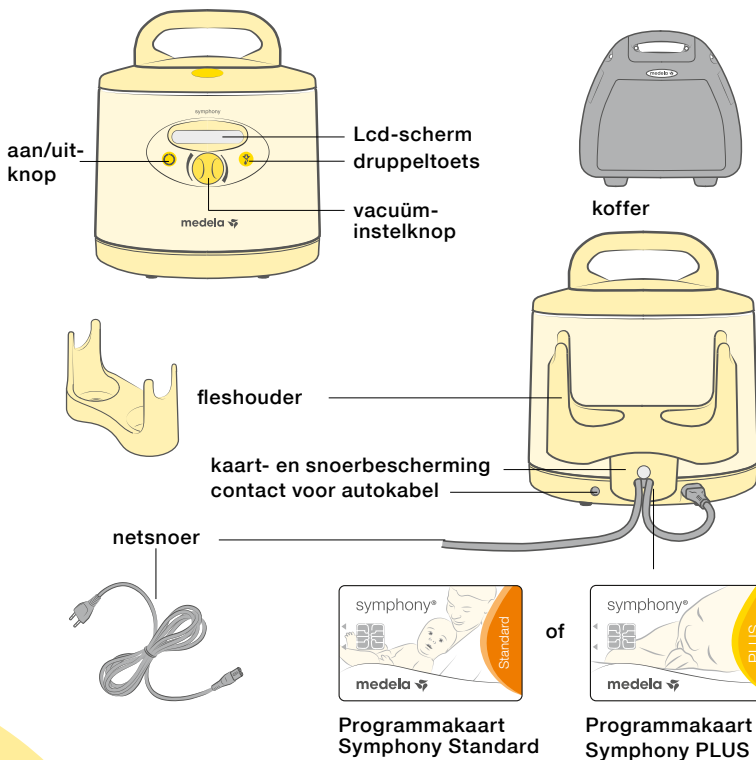 symphony
medela
aan/uit-
knop
Lcd-scherm
druppeltoets
vacuüm-
instelknop
medela
koffer
fleshouder
kaart- en snoerbescherming
contact voor autokabel
netsnoer
symphony®
Standard
medela
of
symphony®
PLUS
medela
Programmakaart
Symphony Standard
Programmakaart
Symphony PLUS